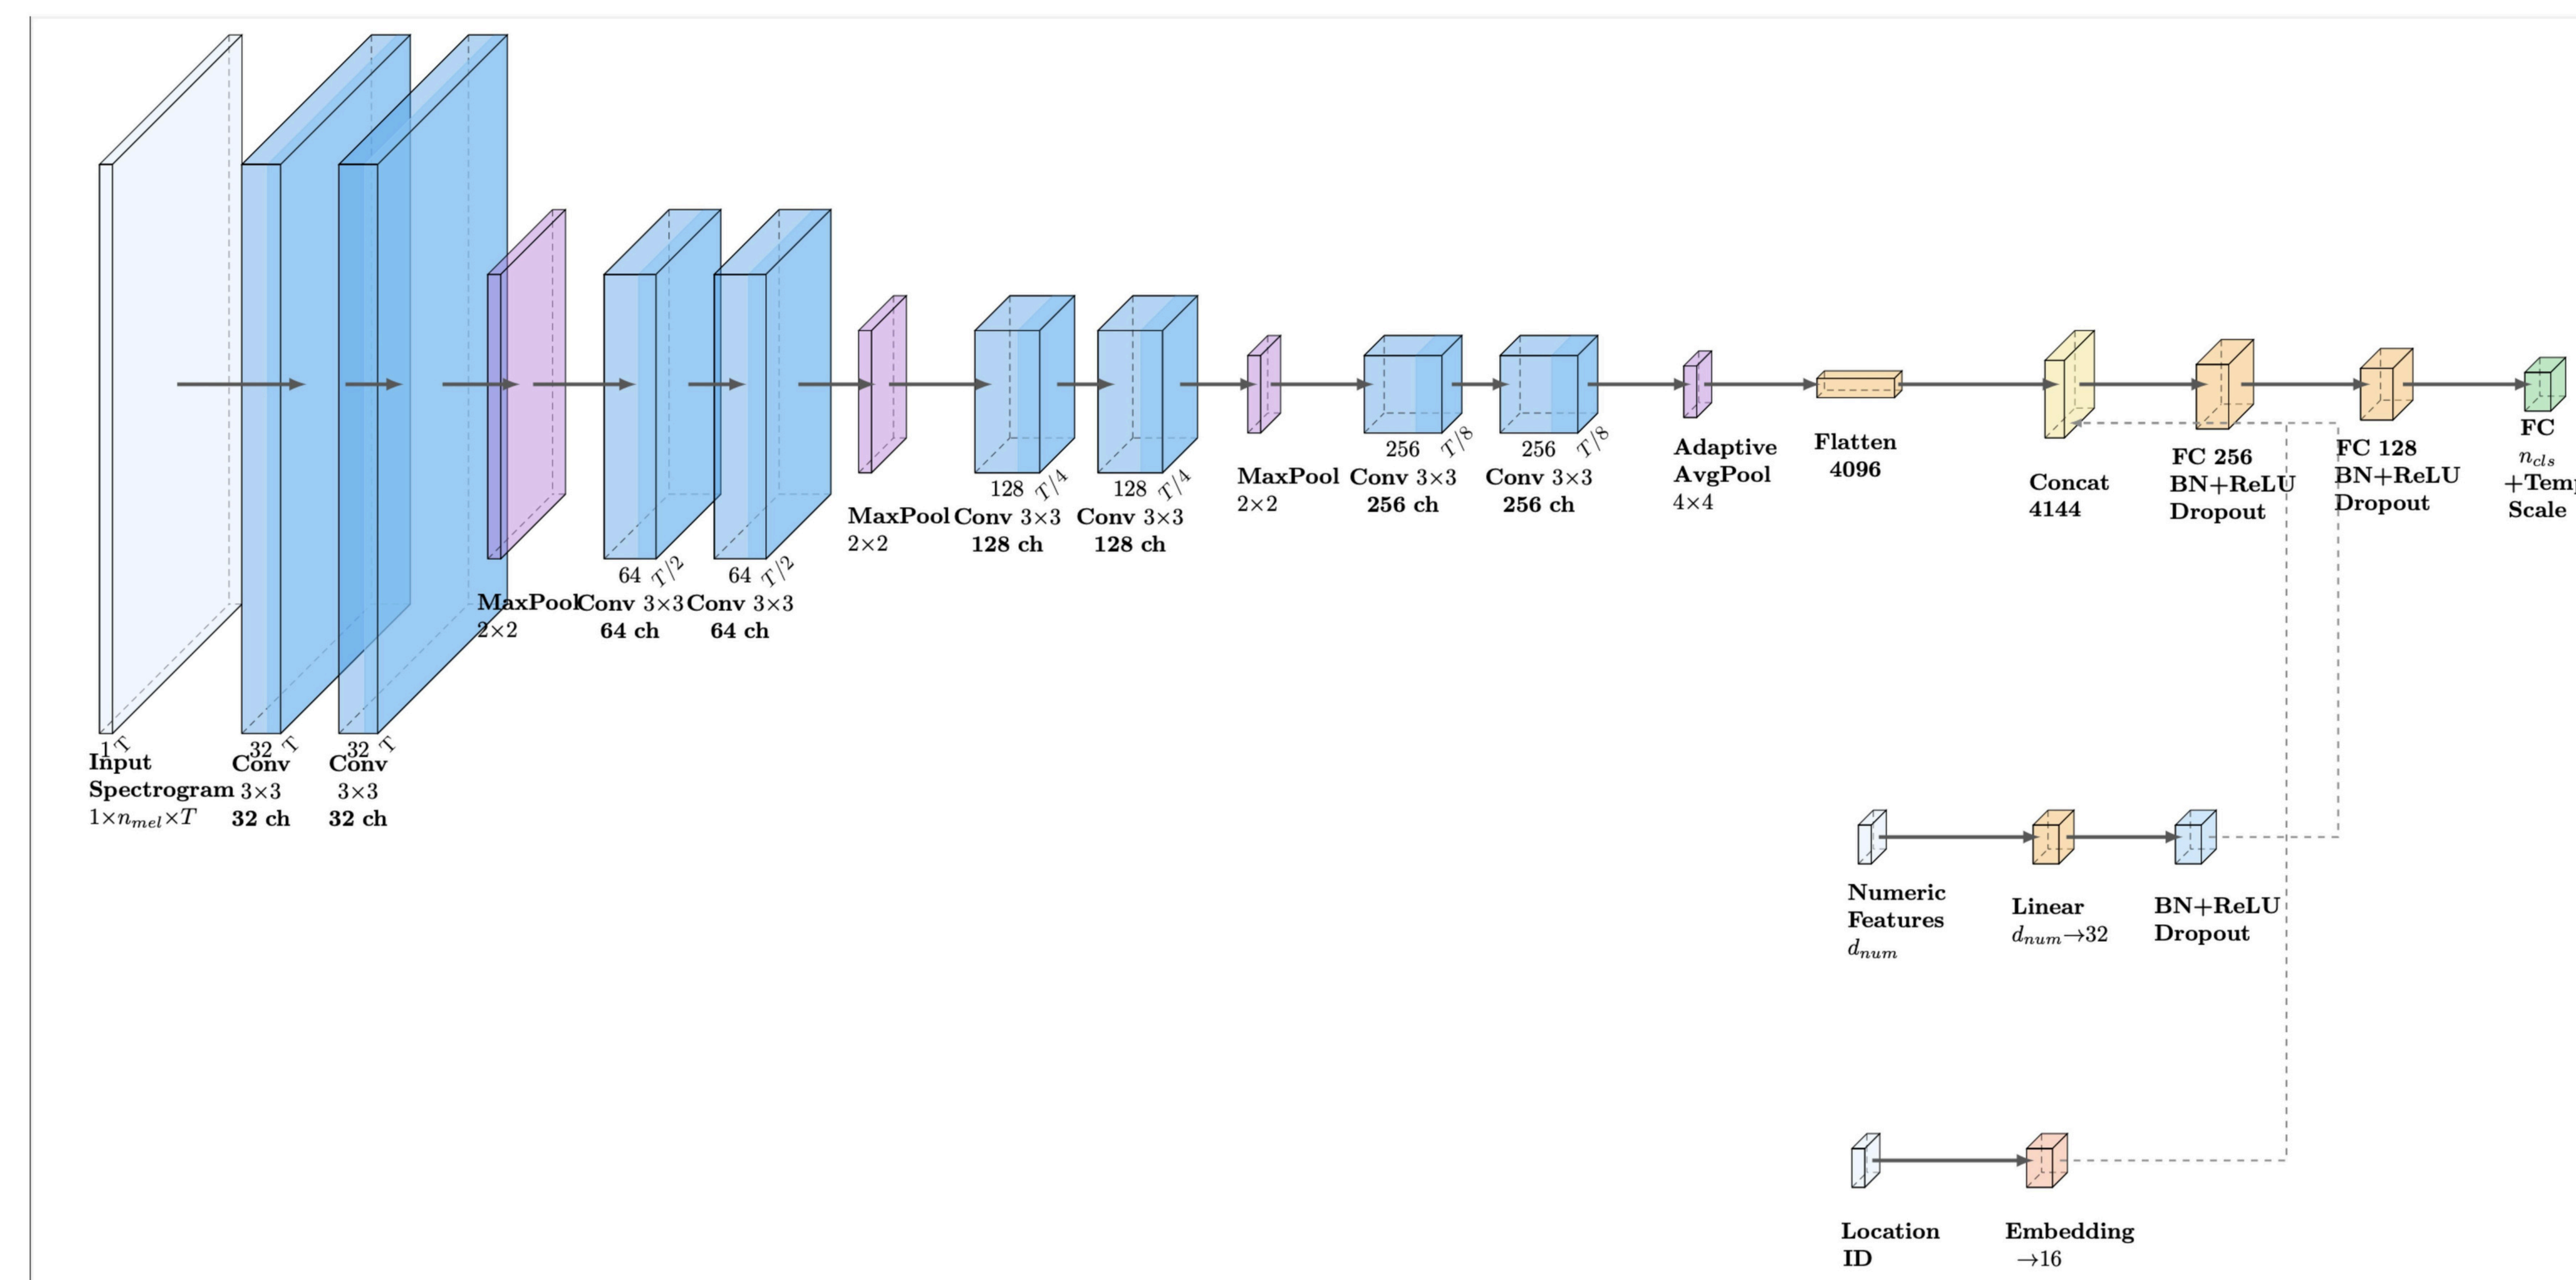 1 T
Input
Spectrogram
1×n_mel×T
32 T
Conv
3×3
32 ch
32 T
Conv
3×3
32 ch
MaxPool
2×2
64 T/2
Conv 3×3
64 ch
64 T/2
Conv 3×3
64 ch
MaxPool
2×2
128 T/4
Conv 3×3
128 ch
128 T/4
Conv 3×3
128 ch
MaxPool
2×2
256 T/8
Conv 3×3
256 ch
256 T/8
Conv 3×3
256 ch
Adaptive
AvgPool
4×4
Flatten
4096
Concat
4144
FC 256
BN+ReLU
Dropout
FC 128
BN+ReLU
Dropout
FC
n_cls
+Tem
Scale
Numeric
Features
d_num
Linear
d_num→32
BN+ReLU
Dropout
Location
ID
Embedding
→16